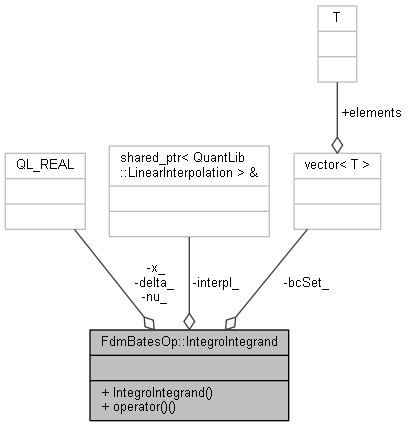 T
+elements
QL_REAL
shared_ptr< QuantLib
::LinearInterpolation > &
vector< T >
-x_
-delta_
-nu_
-interpl_
-bcSet_
FdmBatesOp::IntegroIntegrand
+ IntegroIntegrand()
+ operator()()